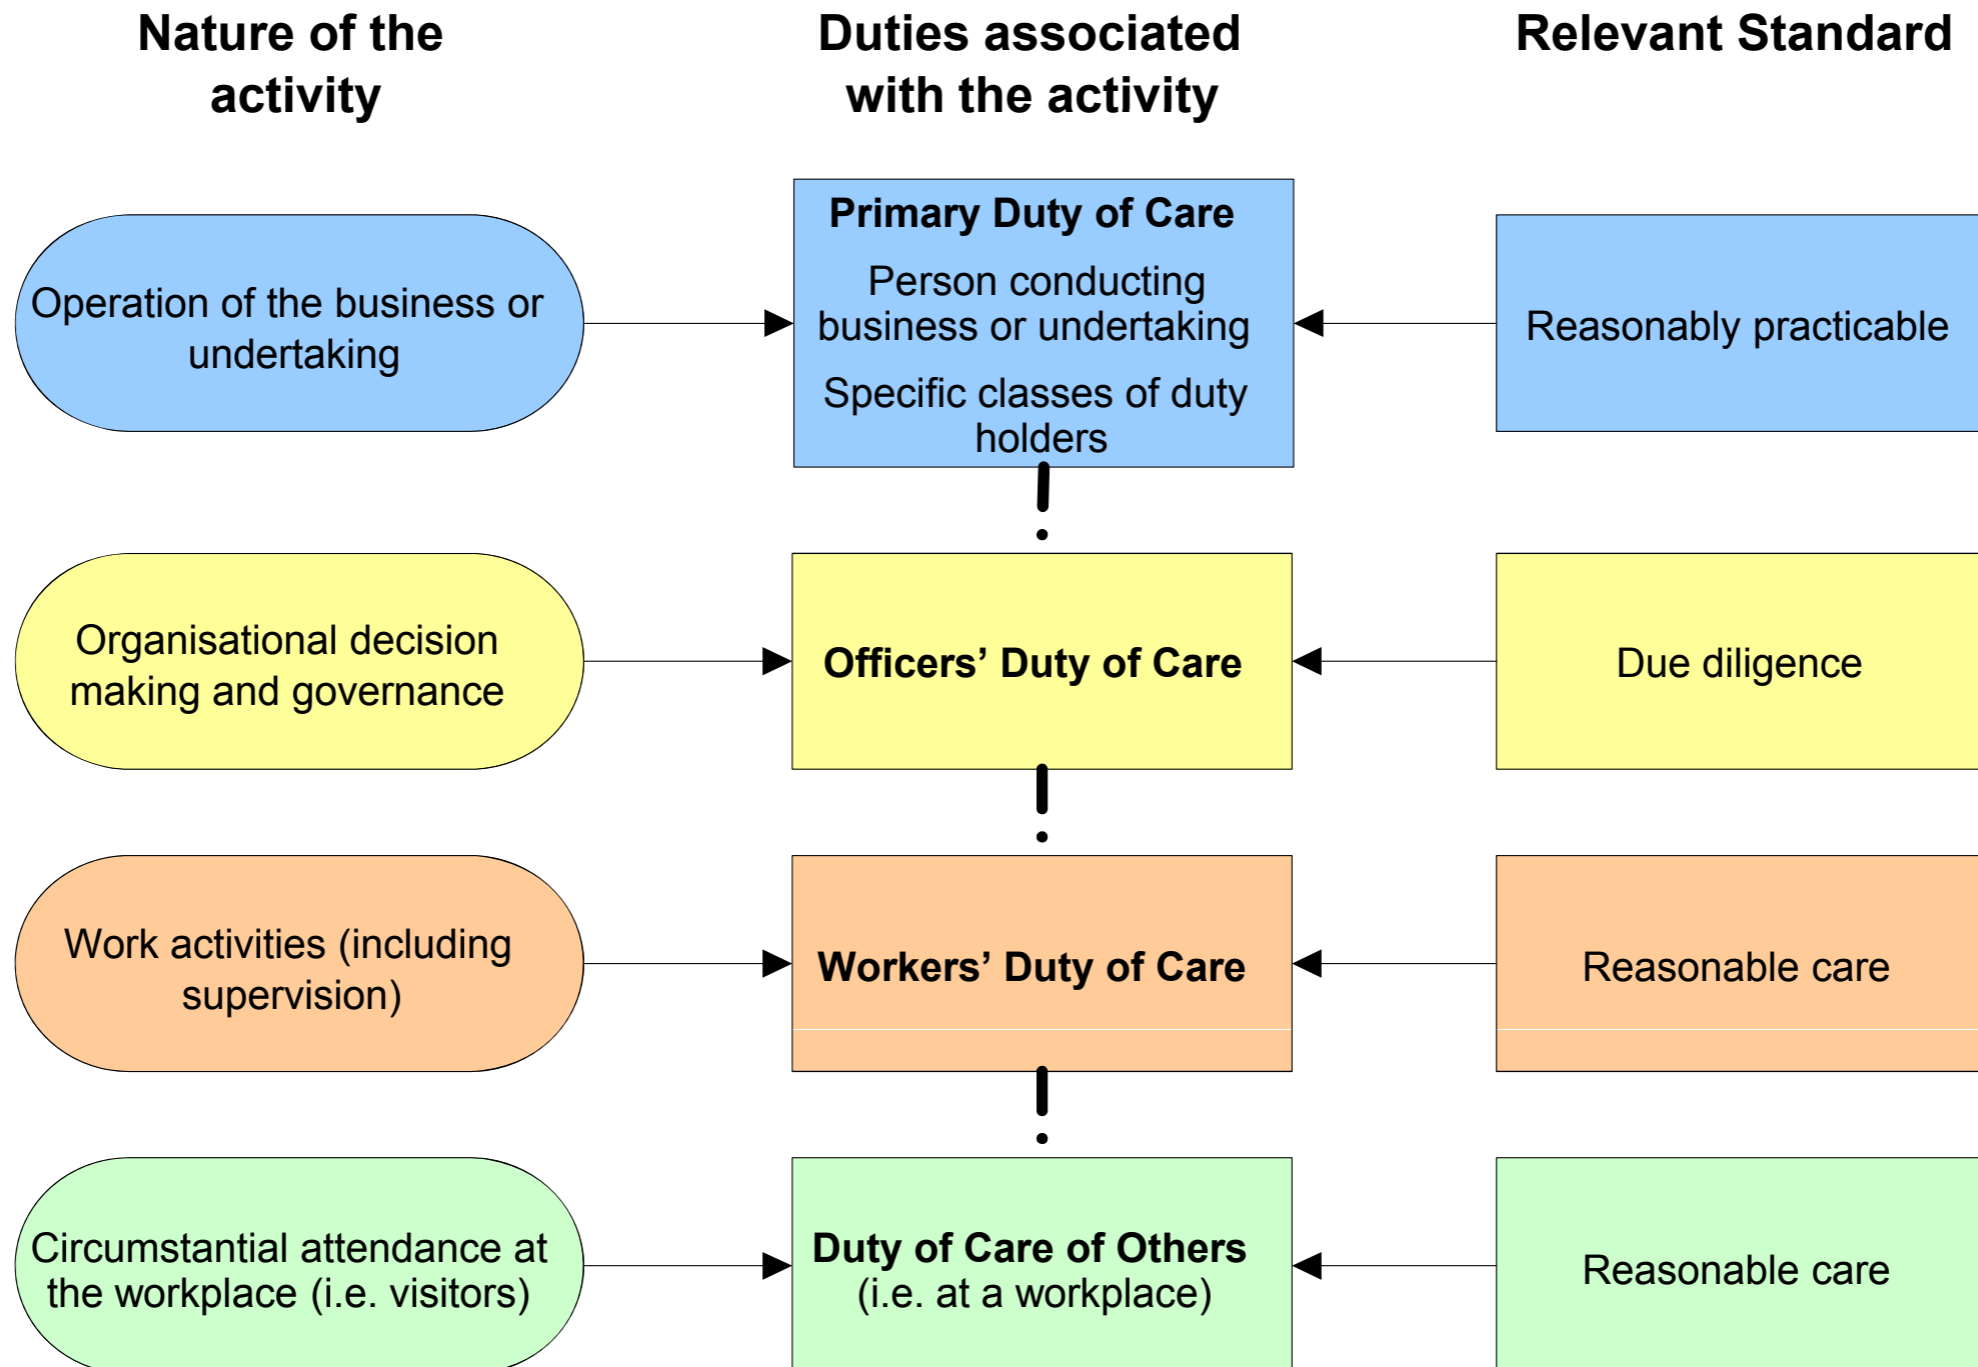 Nature of the
activity
Duties associated
with the activity
Relevant Standard
Operation of the business or
undertaking
Primary Duty of Care
Person conducting
business or undertaking
Specific classes of duty
holders
Reasonably practicable
Organisational decision
making and governance
Officers’ Duty of Care
Due diligence
Work activities (including
supervision)
Workers’ Duty of Care
Reasonable care
Circumstantial attendance at
the workplace (i.e. visitors)
Duty of Care of Others
(i.e. at a workplace)
Reasonable care